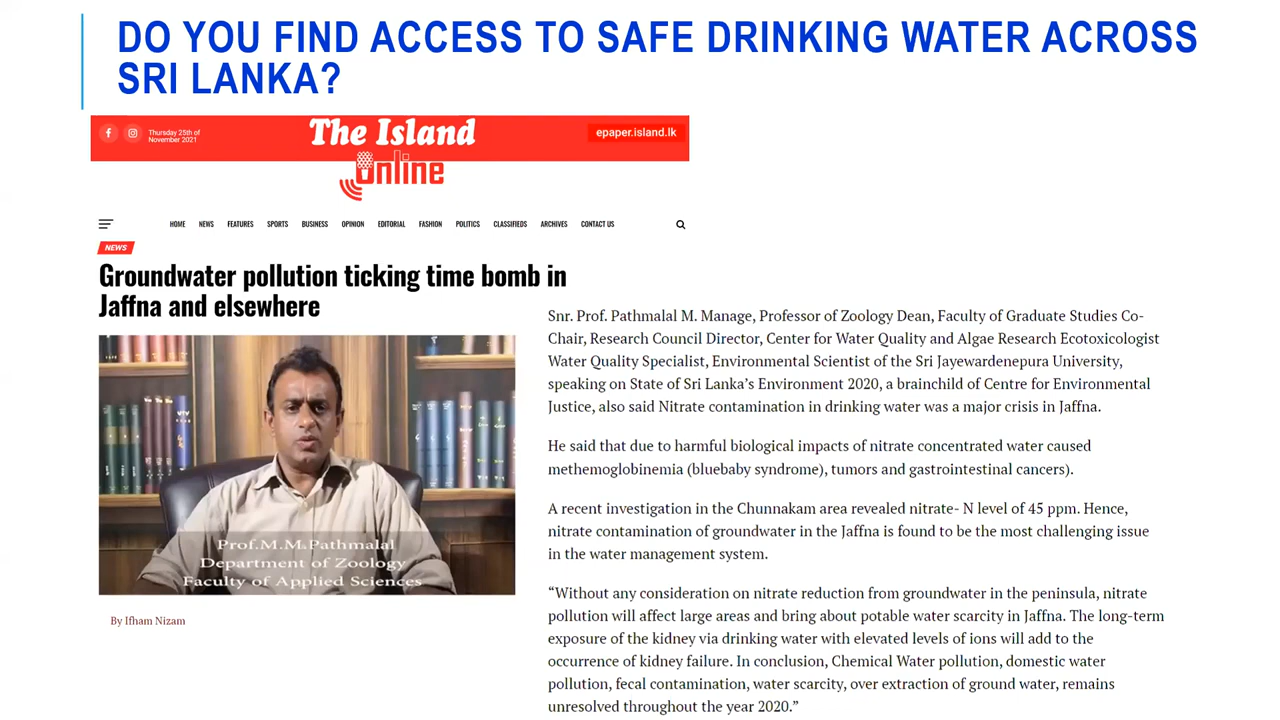 DO YOU FIND ACCESS TO SAFE DRINKING WATER ACROSS
SRI LANKA?
Thursday 25th of
November 2021
The Island
online
epaper.island.lk
HOME NEWS FEATURES SPORTS BUSINESS OPINION EDITORIAL FASHION POLITICS CLASSIFIEDS ARCHIVES CONTACT US
NEWS
Groundwater pollution ticking time bomb in
Jaffna and elsewhere
Prof.M.M.Pathmalal
Department of Zoology
Faculty of Applied Sciences
By Ifham Nizam
Snr. Prof. Pathmalal M. Manage, Professor of Zoology Dean, Faculty of Graduate Studies Co-
Chair, Research Council Director, Center for Water Quality and Algae Research Ecotoxicologist
Water Quality Specialist, Environmental Scientist of the Sri Jayewardenepura University,
speaking on State of Sri Lanka’s Environment 2020, a brainchild of Centre for Environmental
Justice, also said Nitrate contamination in drinking water was a major crisis in Jaffna.
He said that due to harmful biological impacts of nitrate concentrated water caused
methemoglobinemia (bluebaby syndrome), tumors and gastrointestinal cancers).
A recent investigation in the Chunnakam area revealed nitrate- N level of 45 ppm. Hence,
nitrate contamination of groundwater in the Jaffna is found to be the most challenging issue
in the water management system.
“Without any consideration on nitrate reduction from groundwater in the peninsula, nitrate
pollution will affect large areas and bring about potable water scarcity in Jaffna. The long-term
exposure of the kidney via drinking water with elevated levels of ions will add to the
occurrence of kidney failure. In conclusion, Chemical Water pollution, domestic water
pollution, fecal contamination, water scarcity, over extraction of ground water, remains
unresolved throughout the year 2020.”